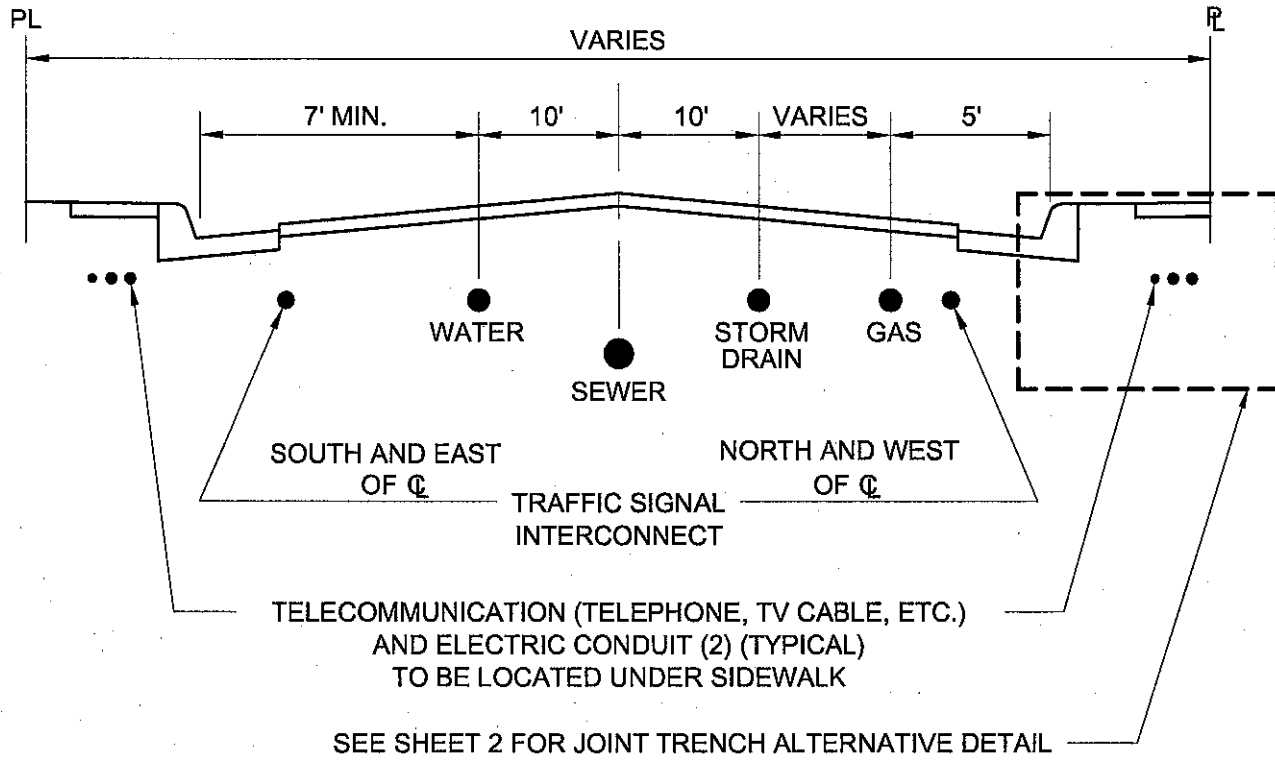 PL
℄
VARIES
7' MIN.
10'
10'
VARIES
5'
WATER
SEWER
STORM
DRAIN
GAS
SOUTH AND EAST
OF ℄
NORTH AND WEST
OF ℄
TRAFFIC SIGNAL
INTERCONNECT
TELECOMMUNICATION (TELEPHONE, TV CABLE, ETC.)
AND ELECTRIC CONDUIT (2) (TYPICAL)
TO BE LOCATED UNDER SIDEWALK
SEE SHEET 2 FOR JOINT TRENCH ALTERNATIVE DETAIL